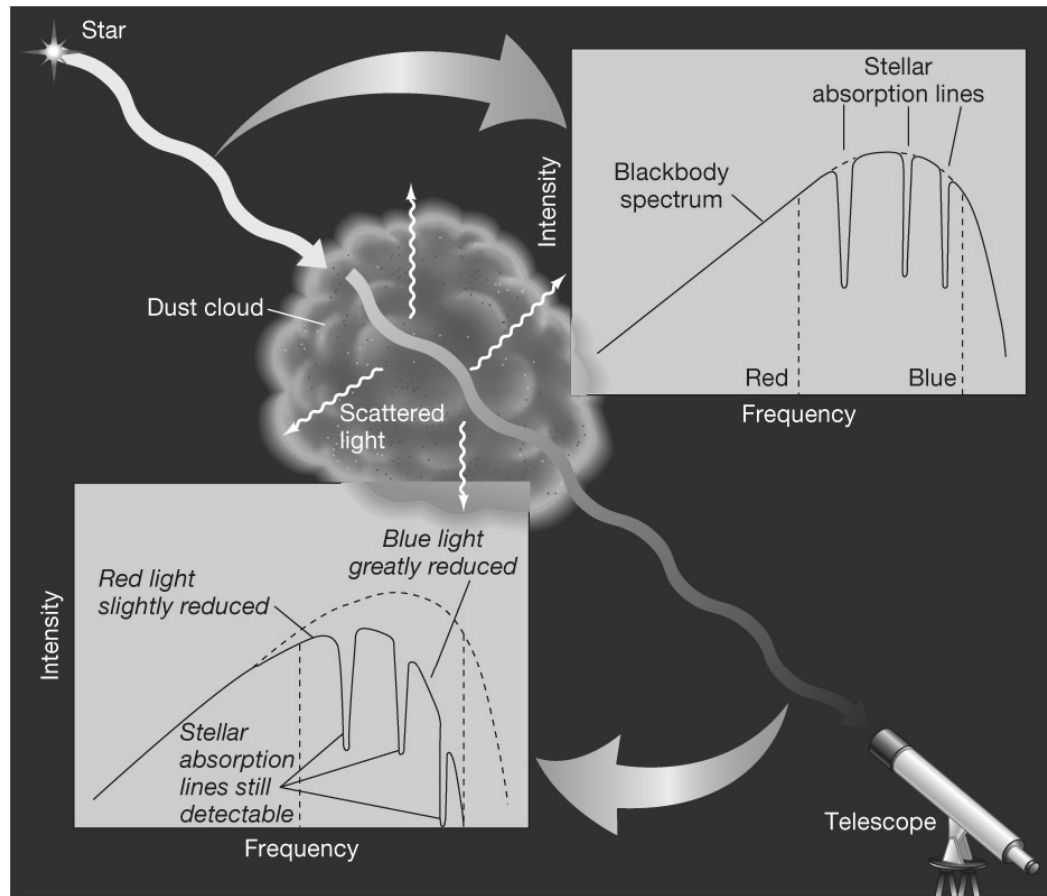 Star
Stellar
absorption lines
Blackbody
spectrum
Intensity
Red
Blue
Frequency
Dust cloud
Scattered
light
Blue light
greatly reduced
Red light
slightly reduced
Intensity
Stellar
absorption
lines still
detectable
Frequency
Telescope